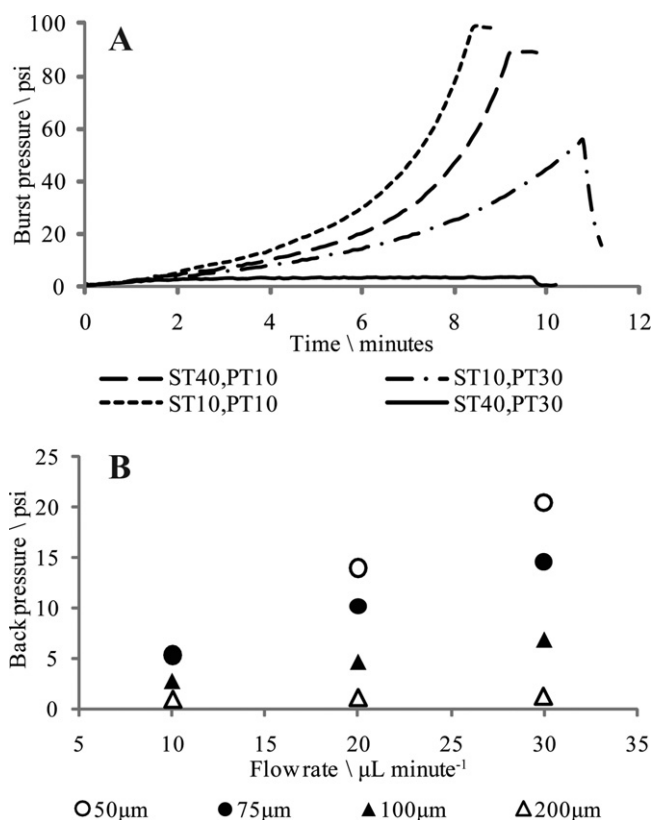 A
100
80
60
40
20
0
Burst pressure \ psi
0 2 4 6 8 10 12
Time \ minutes
ST40,PT10 ST10,PT30
ST10,PT10 ST40,PT30
B
25
20
15
10
5
0
Back pressure \ psi
5 10 15 20 25 30 35
Flow rate \ µL minute⁻¹
50µm 75µm 100µm 200µm